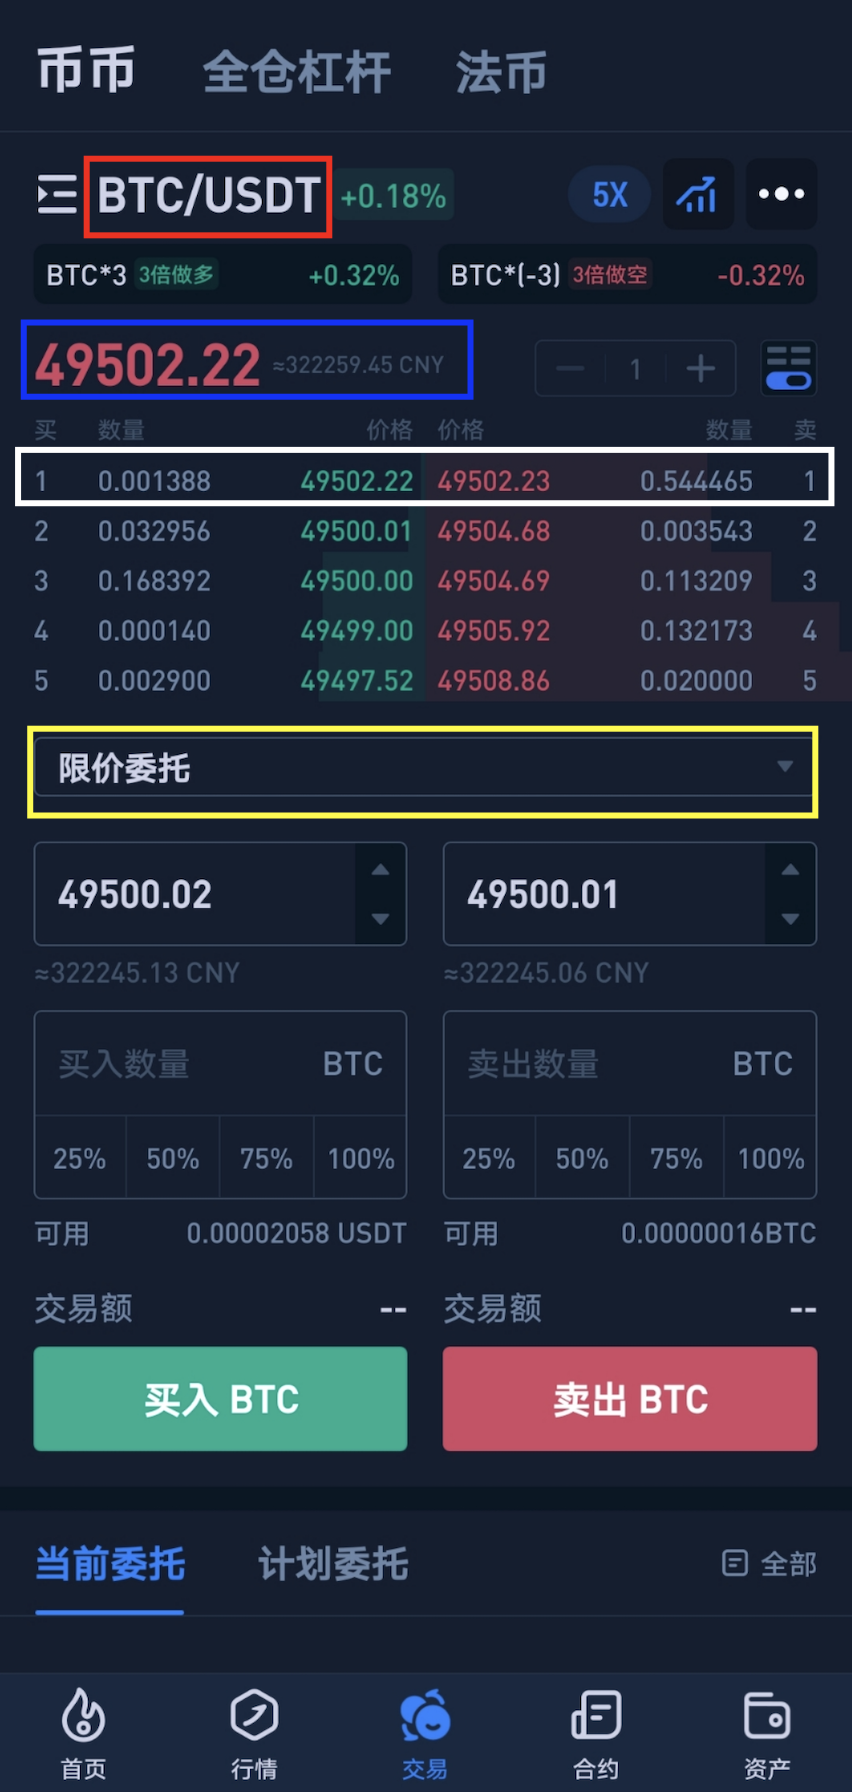 币币 全仓杠杆 法币
BTC/USDT +0.18% 5X
BTC*3 3倍做多 +0.32% BTC*(-3) 3倍做空 -0.32%
49502.22 ≈322259.45 CNY 1
买 数量 价格 价格 数量 卖
1 0.001388 49502.22 49502.23 0.544465 1
2 0.032956 49500.01 49504.68 0.003543 2
3 0.168392 49500.00 49504.69 0.113209 3
4 0.000140 49499.00 49505.92 0.132173 4
5 0.002900 49497.52 49508.86 0.020000 5
限价委托
49500.02 49500.01
≈322245.13 CNY ≈322245.06 CNY
买入数量 BTC 卖出数量 BTC
25% 50% 75% 100% 25% 50% 75% 100%
可用 0.00002058 USDT 可用 0.00000016BTC
交易额 -- 交易额 --
买入 BTC 卖出 BTC
当前委托 计划委托 全部
首页 行情 交易 合约 资产